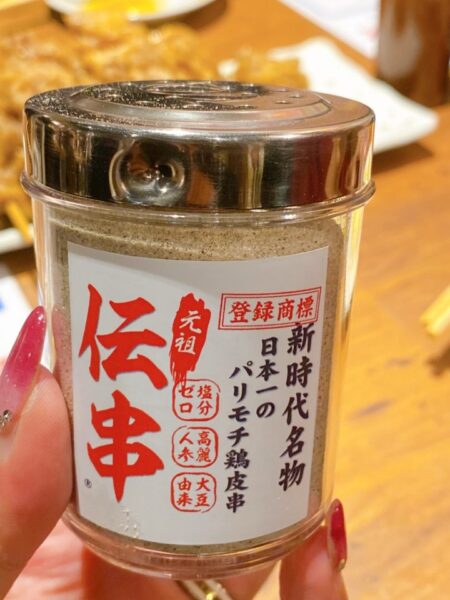 登録商標
新時代名物
日本一の
パリモチ鶏皮串
元祖
伝串
®
塩分
ゼロ
高麗
人参
大豆
由来